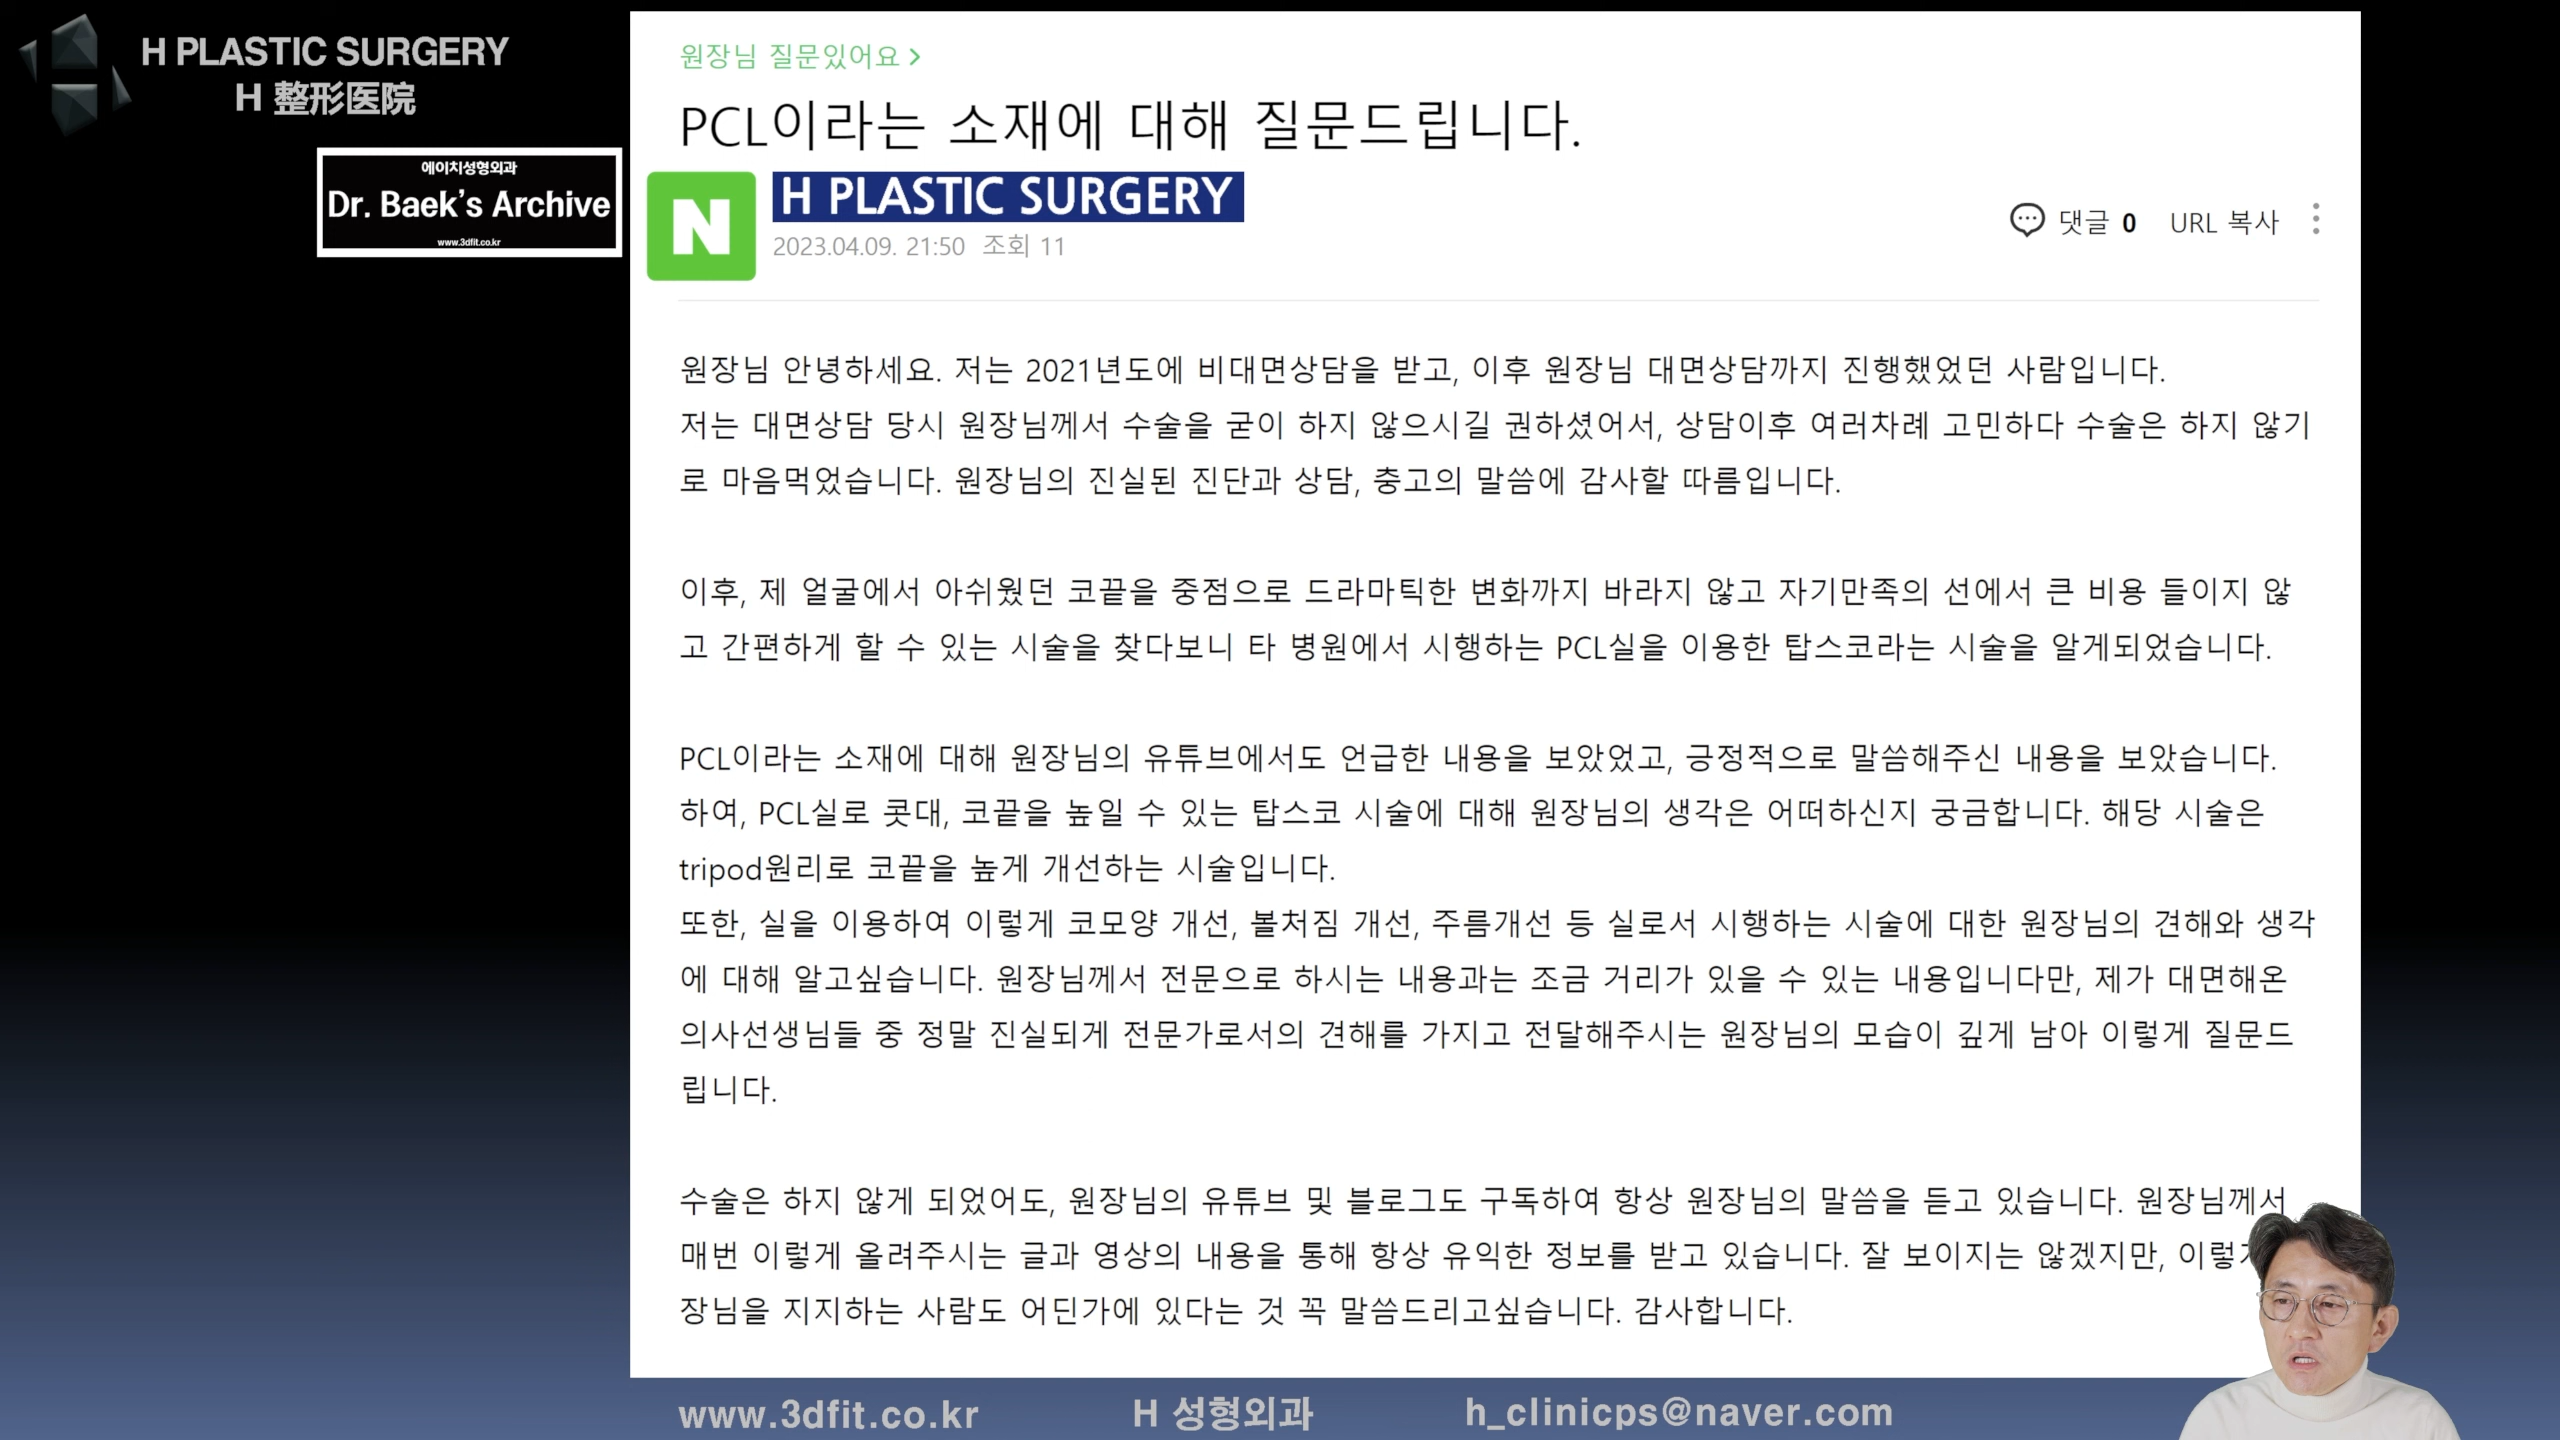 H PLASTIC SURGERY
H 整形医院
에이치성형외과
Dr. Baek's Archive
www.3dfit.co.kr
원장님 질문있어요 >
PCL이라는 소재에 대해 질문드립니다.
N
H PLASTIC SURGERY
2023.04.09. 21:50 조회 11
댓글 0 URL 복사
원장님 안녕하세요. 저는 2021년도에 비대면상담을 받고, 이후 원장님 대면상담까지 진행했었던 사람입니다.
저는 대면상담 당시 원장님께서 수술을 굳이 하지 않으시길 권하셨어서, 상담이후 여러차례 고민하다 수술은 하지 않기
로 마음먹었습니다. 원장님의 진실된 진단과 상담, 충고의 말씀에 감사할 따름입니다.
이후, 제 얼굴에서 아쉬웠던 코끝을 중점으로 드라마틱한 변화까지 바라지 않고 자기만족의 선에서 큰 비용 들이지 않
고 간편하게 할 수 있는 시술을 찾다보니 타 병원에서 시행하는 PCL실을 이용한 탑스코라는 시술을 알게되었습니다.
PCL이라는 소재에 대해 원장님의 유튜브에서도 언급한 내용을 보았었고, 긍정적으로 말씀해주신 내용을 보았습니다.
하여, PCL실로 콧대, 코끝을 높일 수 있는 탑스코 시술에 대해 원장님의 생각은 어떠하신지 궁금합니다. 해당 시술은
tripod원리로 코끝을 높게 개선하는 시술입니다.
또한, 실을 이용하여 이렇게 코모양 개선, 볼처짐 개선, 주름개선 등 실로서 시행하는 시술에 대한 원장님의 견해와 생각
에 대해 알고싶습니다. 원장님께서 전문으로 하시는 내용과는 조금 거리가 있을 수 있는 내용입니다만, 제가 대면해온
의사선생님들 중 정말 진실되게 전문가로서의 견해를 가지고 전달해주시는 원장님의 모습이 깊게 남아 이렇게 질문드
립니다.
수술은 하지 않게 되었어도, 원장님의 유튜브 및 블로그도 구독하여 항상 원장님의 말씀을 듣고 있습니다. 원장님께서
매번 이렇게 올려주시는 글과 영상의 내용을 통해 항상 유익한 정보를 받고 있습니다. 잘 보이지는 않겠지만, 이렇
장님을 지지하는 사람도 어딘가에 있다는 것 꼭 말씀드리고싶습니다. 감사합니다.
www.3dfit.co.kr H 성형외과 h_clinicps@naver.com